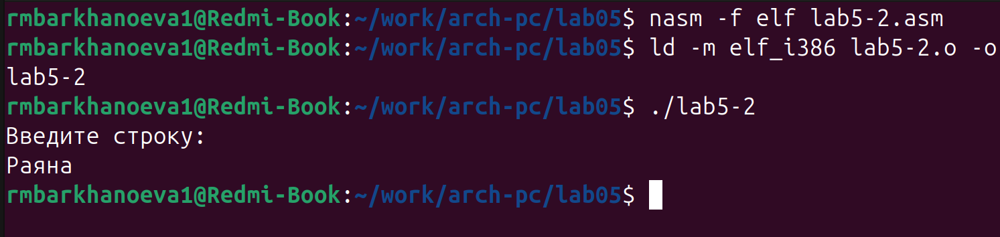 rmbarkhanoeva1@Redmi-Book:~/work/arch-pc/lab05$ nasm -f elf lab5-2.asm
rmbarkhanoeva1@Redmi-Book:~/work/arch-pc/lab05$ ld -m elf_i386 lab5-2.o -o
lab5-2
rmbarkhanoeva1@Redmi-Book:~/work/arch-pc/lab05$ ./lab5-2
Введите строку:
Раяна
rmbarkhanoeva1@Redmi-Book:~/work/arch-pc/lab05$